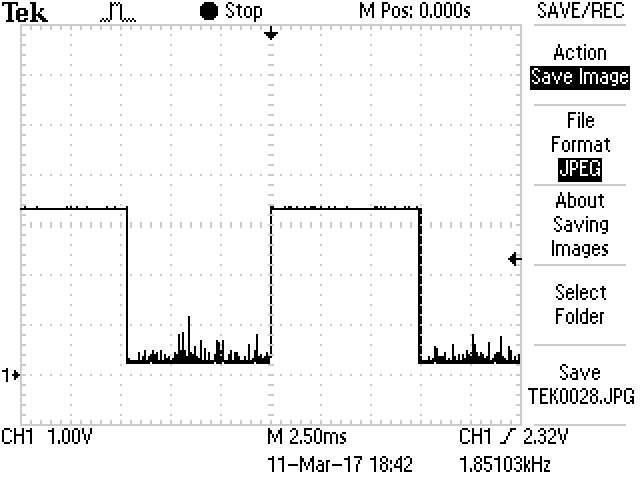 Tek Stop M Pos: 0.000s SAVE/REC
Action
Save Image
File
Format
JPEG
About
Saving
Images
Select
Folder
1
Save
TEK0028.JPG
CH1 1.00V M 2.50ms CH1 2.32V
11-Mar-17 18:42 1.85103kHz